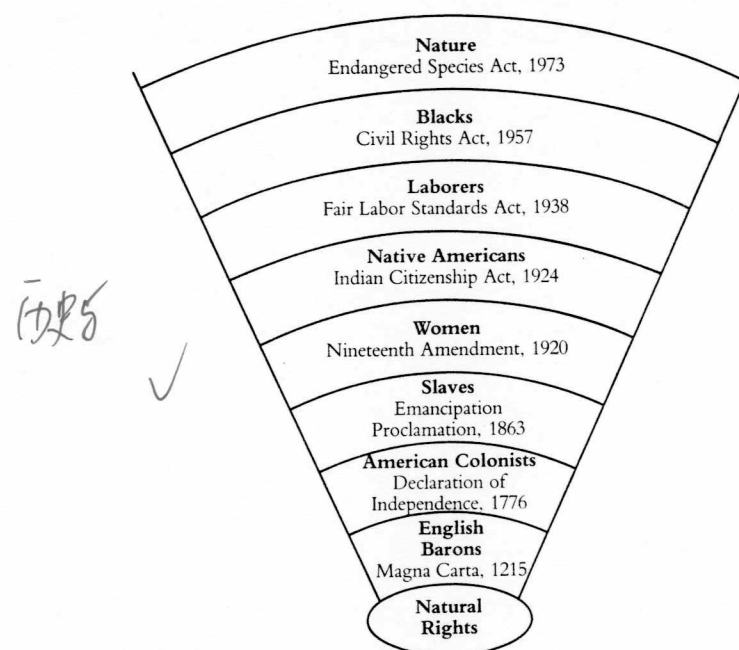 Nature
Endangered Species Act, 1973
Blacks
Civil Rights Act, 1957
Laborers
Fair Labor Standards Act, 1938
Native Americans
Indian Citizenship Act, 1924
历史
Women
Nineteenth Amendment, 1920
Slaves
Emancipation
Proclamation, 1863
American Colonists
Declaration of
Independence, 1776
English
Barons
Magna Carta, 1215
Natural
Rights